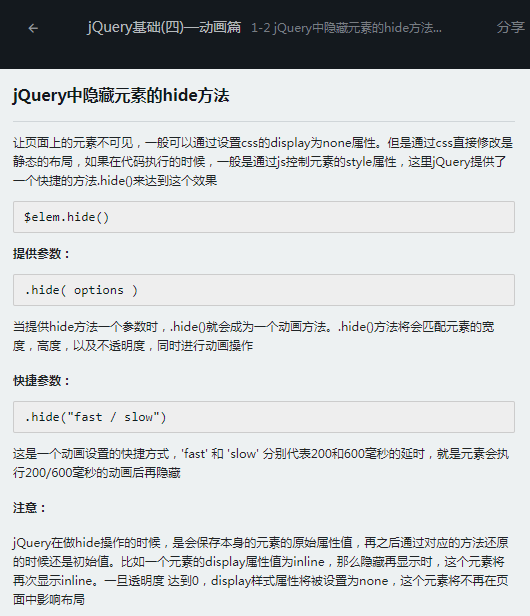 ← jQuery基础(四)—动画篇 1-2 jQuery中隐藏元素的hide方法... 分享
jQuery中隐藏元素的hide方法
让页面上的元素不可见，一般可以通过设置css的display为none属性。但是通过css直接修改是
静态的布局，如果在代码执行的时候，一般是通过js控制元素的style属性，这里jQuery提供了
一个快捷的方法.hide()来达到这个效果
$elem.hide()
提供参数：
.hide( options )
当提供hide方法一个参数时，.hide()就会成为一个动画方法。.hide()方法将会匹配元素的宽
度，高度，以及不透明度，同时进行动画操作
快捷参数：
.hide("fast / slow")
这是一个动画设置的快捷方式，'fast' 和 'slow' 分别代表200和600毫秒的延时，就是元素会执
行200/600毫秒的动画后再隐藏
注意：
jQuery在做hide操作的时候，是会保存本身的元素的原始属性值，再之后通过对应的方法还原
的时候还是初始值。比如一个元素的display属性值为inline，那么隐藏再显示时，这个元素将
再次显示inline。一旦透明度 达到0，display样式属性将被设置为none，这个元素将不再在页
面中影响布局